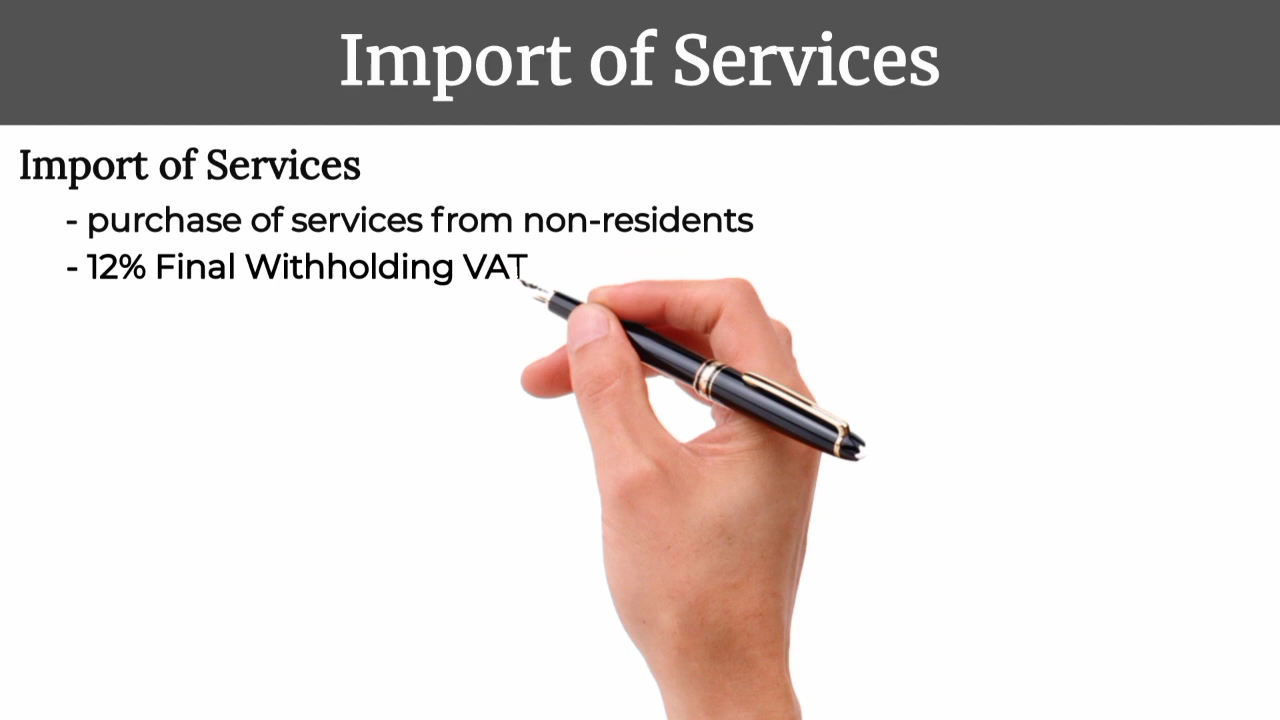 Import of Services
Import of Services
- purchase of services from non-residents
- 12% Final Withholding VAT